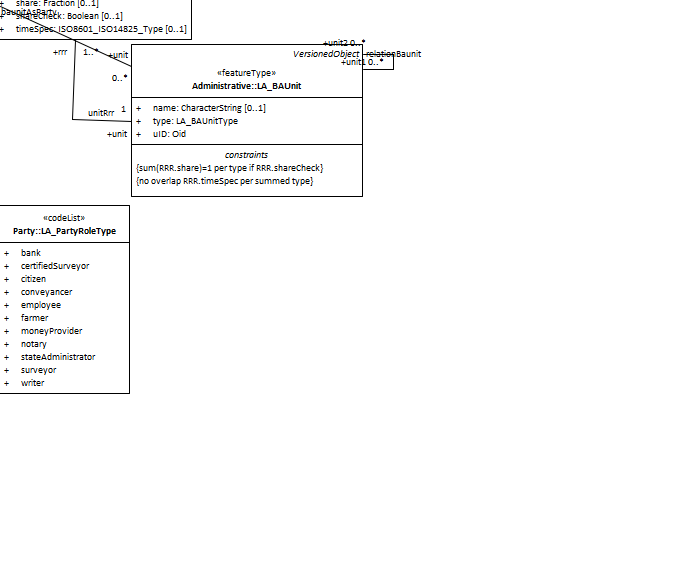 + share: Fraction [0..1]
baunitAsParty
+ shareCheck: Boolean [0..1]
+ timeSpec: ISO8601_ISO14825_Type [0..1]
+unit2 0..*
+rrr 1..* +unit
VersionedObject relationBaunit
+unit1 0..*
«featureType»
0..*
Administrative::LA_BAUnit
unitRrr 1
+ name: CharacterString [0..1]
+ type: LA_BAUnitType
+unit
+ uID: Oid
constraints
{sum(RRR.share)=1 per type if RRR.shareCheck}
{no overlap RRR.timeSpec per summed type}
«codeList»
Party::LA_PartyRoleType
+ bank
+ certifiedSurveyor
+ citizen
+ conveyancer
+ employee
+ farmer
+ moneyProvider
+ notary
+ stateAdministrator
+ surveyor
+ writer